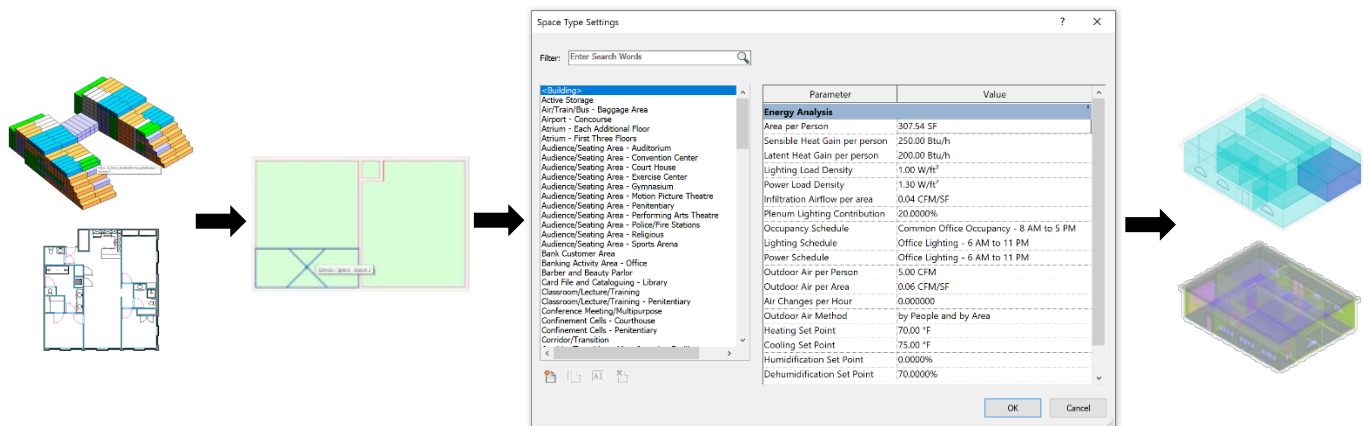 Space Type Settings
?
Filter:
Enter Search Words
<Building>
Active Storage
Air/Train/Bus - Baggage Area
Airport - Concourse
Atrium - Each Additional Floor
Atrium - First Three Floors
Audience/Seating Area - Auditorium
Audience/Seating Area - Convention Center
Audience/Seating Area - Court House
Audience/Seating Area - Exercise Center
Audience/Seating Area - Gymnasium
Audience/Seating Area - Motion Picture Theatre
Audience/Seating Area - Penitentiary
Audience/Seating Area - Performing Arts Theatre
Audience/Seating Area - Police/Fire Stations
Audience/Seating Area - Religious
Audience/Seating Area - Sports Arena
Bank Customer Area
Banking Activity Area - Office
Barber and Beauty Parlor
Card File and Cataloguing - Library
Classroom/Lecture/Training
Classroom/Lecture/Training - Penitentiary
Conference Meeting/Multipurpose
Confinement Cells - Courthouse
Confinement Cells - Penitentiary
Corridor/Transition
Parameter Value
Energy Analysis
Area per Person 307.54 SF
Sensible Heat Gain per person 250.00 Btu/h
Latent Heat Gain per person 200.00 Btu/h
Lighting Load Density 1.00 W/ft²
Power Load Density 1.30 W/ft²
Infiltration Airflow per area 0.04 CFM/SF
Plenum Lighting Contribution 20.0000%
Occupancy Schedule Common Office Occupancy - 8 AM to 5 PM
Lighting Schedule Office Lighting - 6 AM to 11 PM
Power Schedule Office Lighting - 6 AM to 11 PM
Outdoor Air per Person 5.00 CFM
Outdoor Air per Area 0.06 CFM/SF
Air Changes per Hour 0.000000
Outdoor Air Method by People and by Area
Heating Set Point 70.00 °F
Cooling Set Point 75.00 °F
Humidification Set Point 0.0000%
Dehumidification Set Point 70.0000%
OK
Cancel